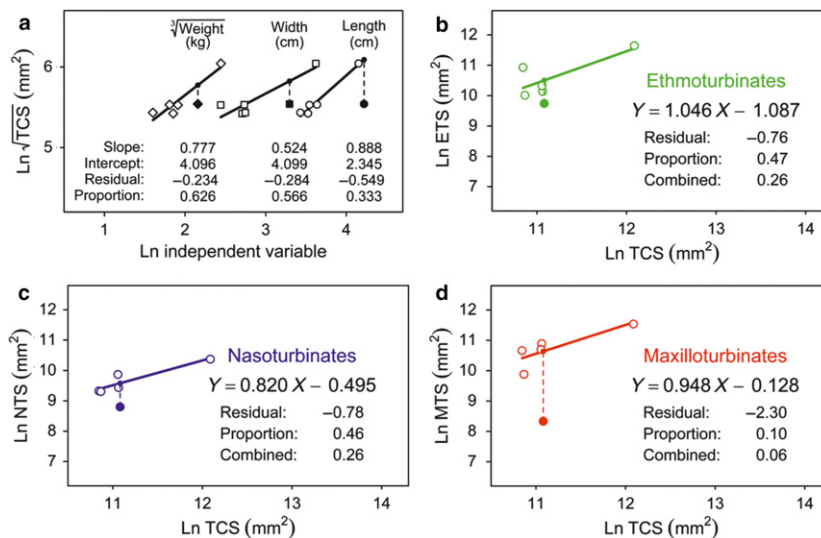 a
∛Weight (kg)
Width (cm)
Length (cm)
Ln √TCS (mm²)
6
5
Slope: 0.777 0.524 0.888
Intercept: 4.096 4.099 2.345
Residual: –0.234 –0.284 –0.549
Proportion: 0.626 0.566 0.333
1 2 3 4
Ln independent variable
b
Ln ETS (mm²)
12
11
10
9
8
7
Ethmoturbinates
Y = 1.046 X – 1.087
Residual: –0.76
Proportion: 0.47
Combined: 0.26
11 12 13 14
Ln TCS (mm²)
c
Ln NTS (mm²)
12
11
10
9
8
7
Nasoturbinates
Y = 0.820 X – 0.495
Residual: –0.78
Proportion: 0.46
Combined: 0.26
11 12 13 14
Ln TCS (mm²)
d
Ln MTS (mm²)
12
11
10
9
8
7
Maxilloturbinates
Y = 0.948 X – 0.128
Residual: –2.30
Proportion: 0.10
Combined: 0.06
11 12 13 14
Ln TCS (mm²)